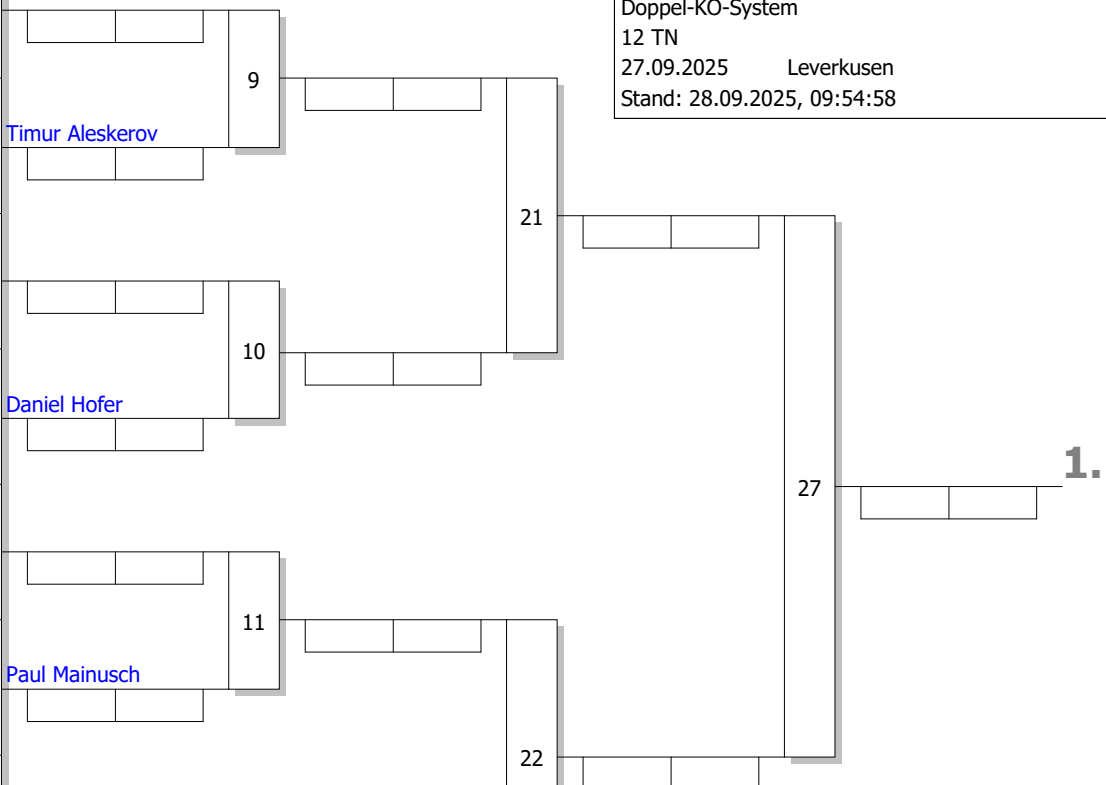 Doppel-KO-System
12 TN
27.09.2025 Leverkusen
Stand: 28.09.2025, 09:54:58
9
Timur Aleskerov
21
10
Daniel Hofer
1.
27
11
Paul Mainusch
22